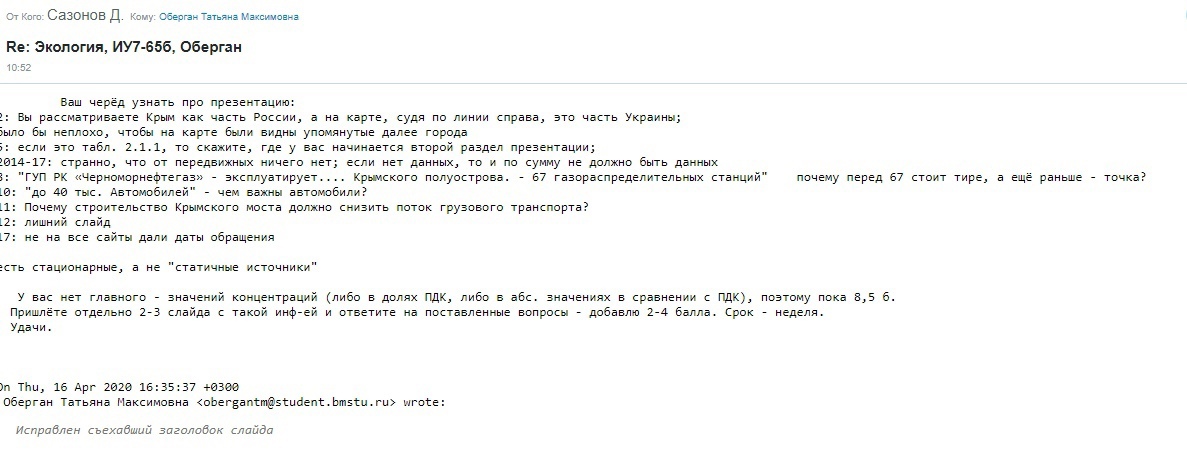 От Кого: Сазонов Д. Кому: Оберган Татьяна Максимовна
Re: Экология, ИУ7-65б, Оберган
10:52
Ваш черёд узнать про презентацию:
2: Вы рассматриваете Крым как часть России, а на карте, судя по линии справа, это часть Украины;
было бы неплохо, чтобы на карте были видны упомянутые далее города
5: если это табл. 2.1.1, то скажите, где у вас начинается второй раздел презентации;
2014-17: странно, что от передвижных ничего нет; если нет данных, то и по сумму не должно быть данных
8: "ГУП РК «Черноморнефтегаз» - эксплуатирует.... Крымского полуострова. - 67 газораспределительных станций" почему перед 67 стоит тире, а ещё раньше - точка?
10: "до 40 тыс. Автомобилей" - чем важны автомобили?
11: Почему строительство Крымского моста должно снизить поток грузового транспорта?
12: лишний слайд
17: не на все сайты дали даты обращения
есть стационарные, а не "статичные источники"
У вас нет главного - значений концентраций (либо в долях ПДК, либо в абс. значениях в сравнении с ПДК), поэтому пока 8,5 б.
Пришлёте отдельно 2-3 слайда с такой инф-ей и ответите на поставленные вопросы - добавлю 2-4 балла. Срок - неделя.
Удачи.
On Thu, 16 Apr 2020 16:35:37 +0300
Оберган Татьяна Максимовна <obergantm@student.bmstu.ru> wrote:
Исправлен съехавший заголовок слайда